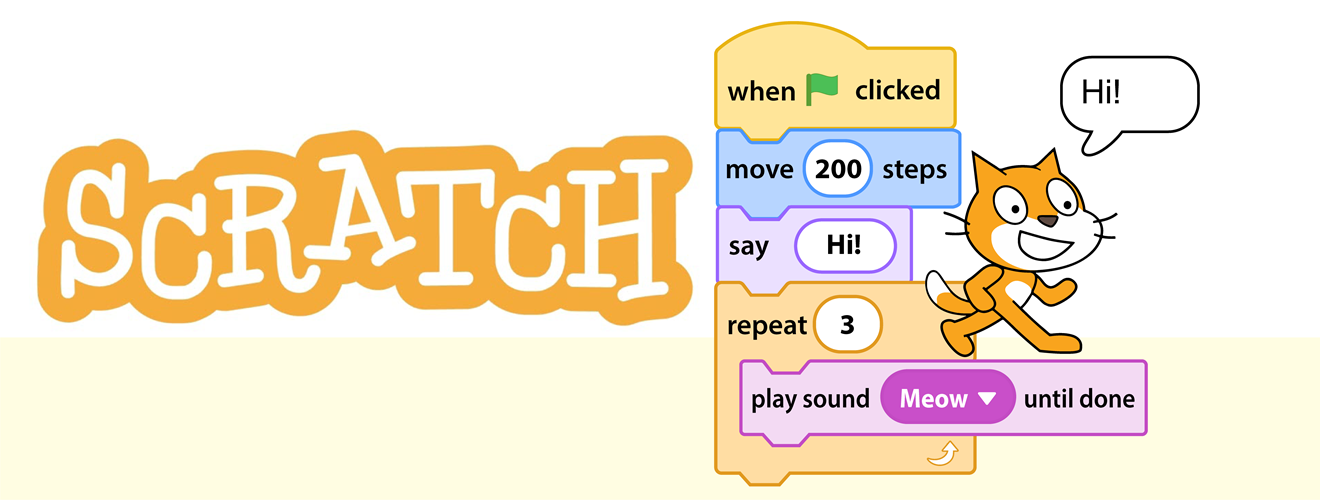 SCRATCH
when clicked
move 200 steps
say Hi!
repeat 3
play sound Meow until done
Hi!